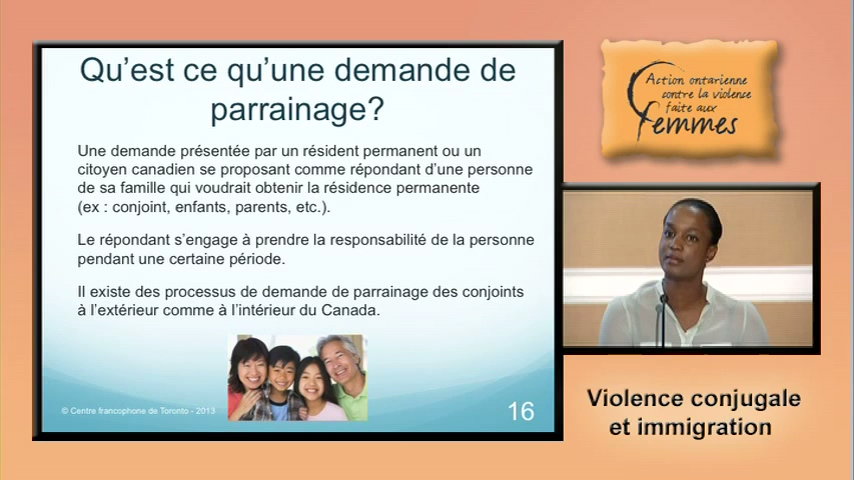 Qu’est ce qu’une demande de
parrainage?
Une demande présentée par un résident permanent ou un
citoyen canadien se proposant comme répondant d’une personne
de sa famille qui voudrait obtenir la résidence permanente
(ex : conjoint, enfants, parents, etc.).
Le répondant s’engage à prendre la responsabilité de la personne
pendant une certaine période.
Il existe des processus de demande de parrainage des conjoints
à l’extérieur comme à l’intérieur du Canada.
© Centre francophone de Toronto - 2013
16
Action ontarienne
contre la violence
faite aux
femmes
Violence conjugale
et immigration